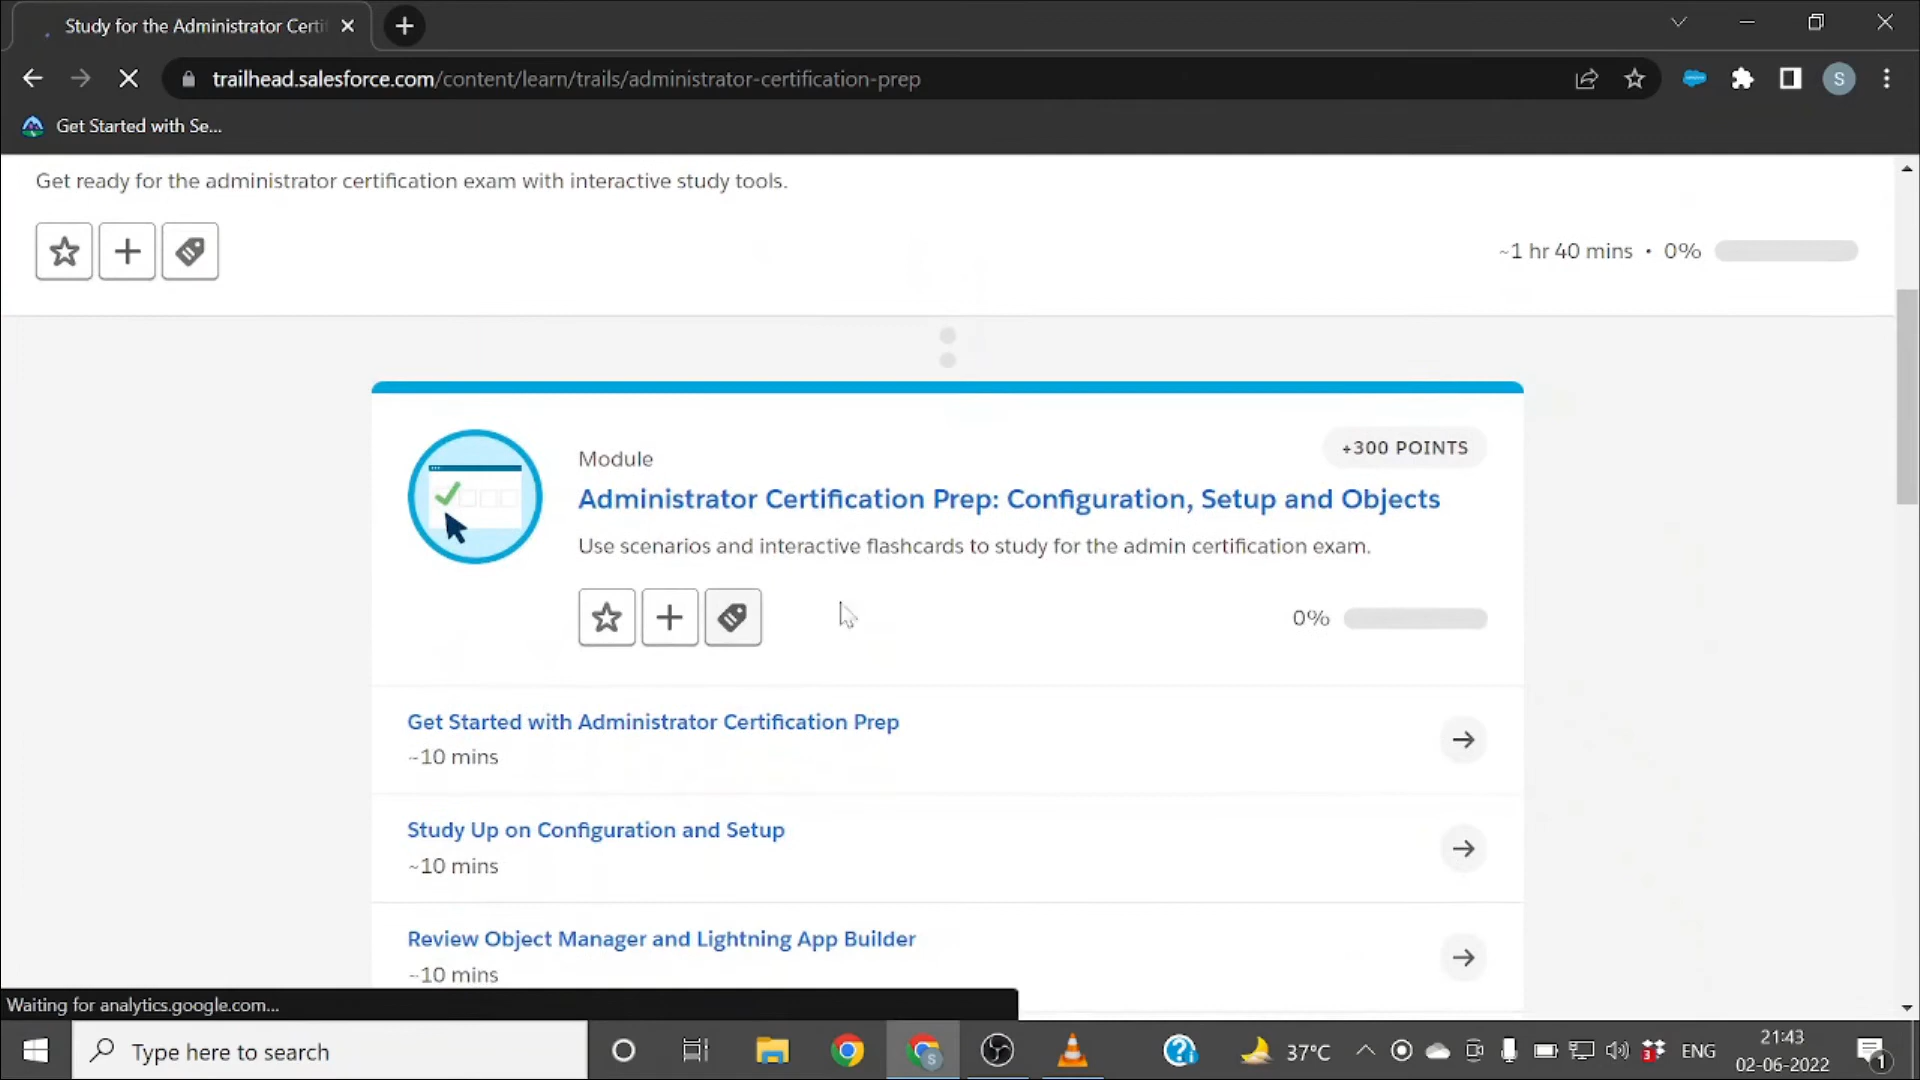 Study for the Administrator Certi
trailhead.salesforce.com/content/learn/trails/administrator-certification-prep
S
Get Started with Se...
Get ready for the administrator certification exam with interactive study tools.
~1 hr 40 mins • 0%
+300 POINTS
Module
Administrator Certification Prep: Configuration, Setup and Objects
Use scenarios and interactive flashcards to study for the admin certification exam.
0%
Get Started with Administrator Certification Prep
~10 mins
Study Up on Configuration and Setup
~10 mins
Review Object Manager and Lightning App Builder
~10 mins
Waiting for analytics.google.com...
Type here to search
S
37°C
3
ENG
21:43
02-06-2022
1